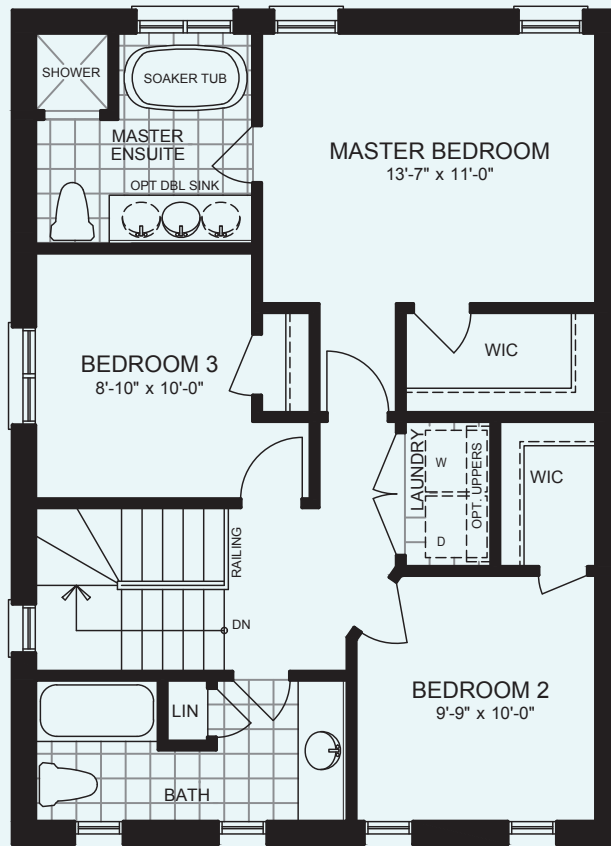 SHOWER
SOAKER TUB
MASTER
ENSUITE
OPT DBL SINK
MASTER BEDROOM
13'-7" x 11'-0"
BEDROOM 3
8'-10" x 10'-0"
WIC
LAUNDRY
W
D
OPT. UPPERS
WIC
RAILING
DN
BEDROOM 2
9'-9" x 10'-0"
LIN
BATH